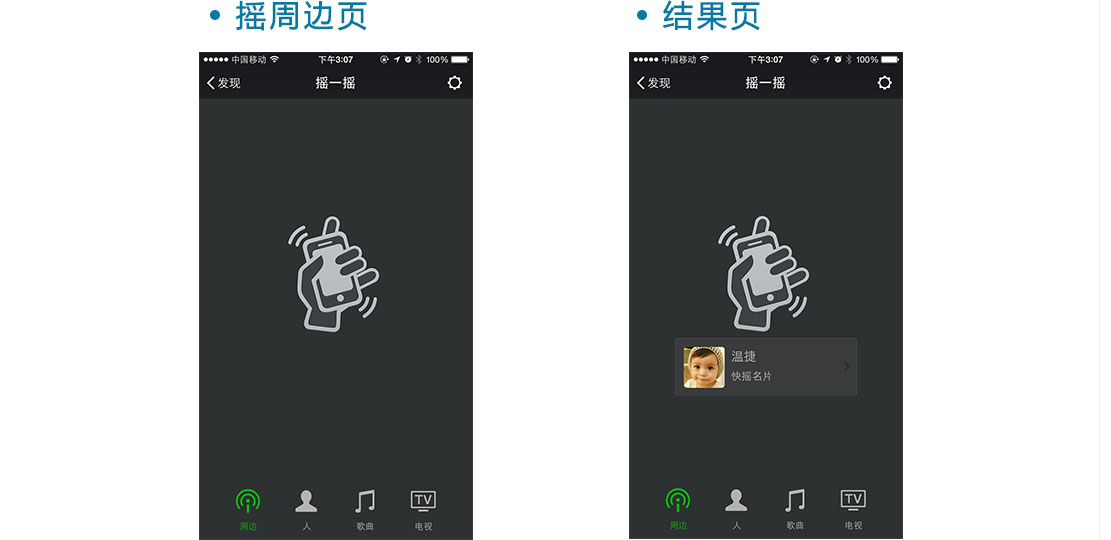 • 摇周边页
中国移动 下午3:07 100%
发现 摇一摇
TV
周边 人 歌曲 电视
• 结果页
中国移动 下午3:07 100%
发现 摇一摇
温捷
快摇名片
TV
周边 人 歌曲 电视